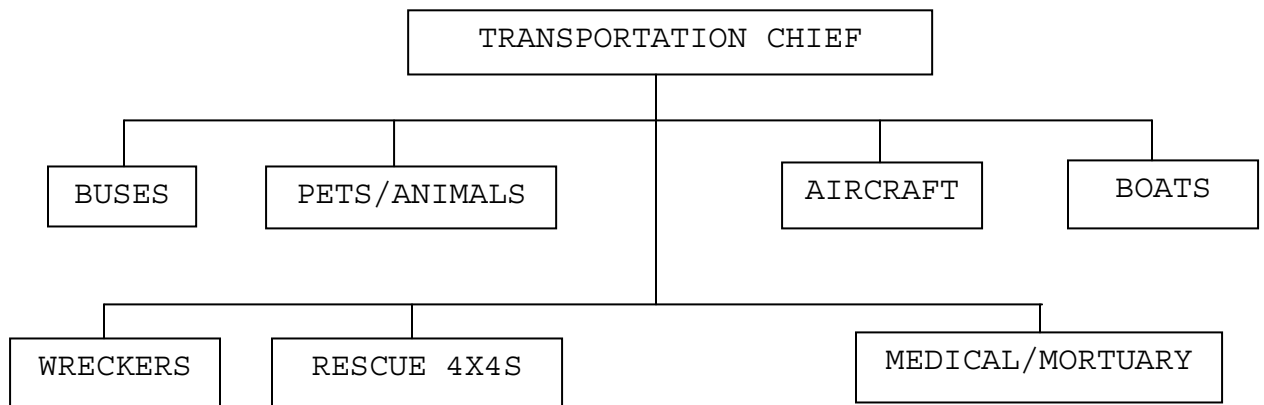 TRANSPORTATION CHIEF
BUSES
PETS/ANIMALS
AIRCRAFT
BOATS
WRECKERS
RESCUE 4X4S
MEDICAL/MORTUARY